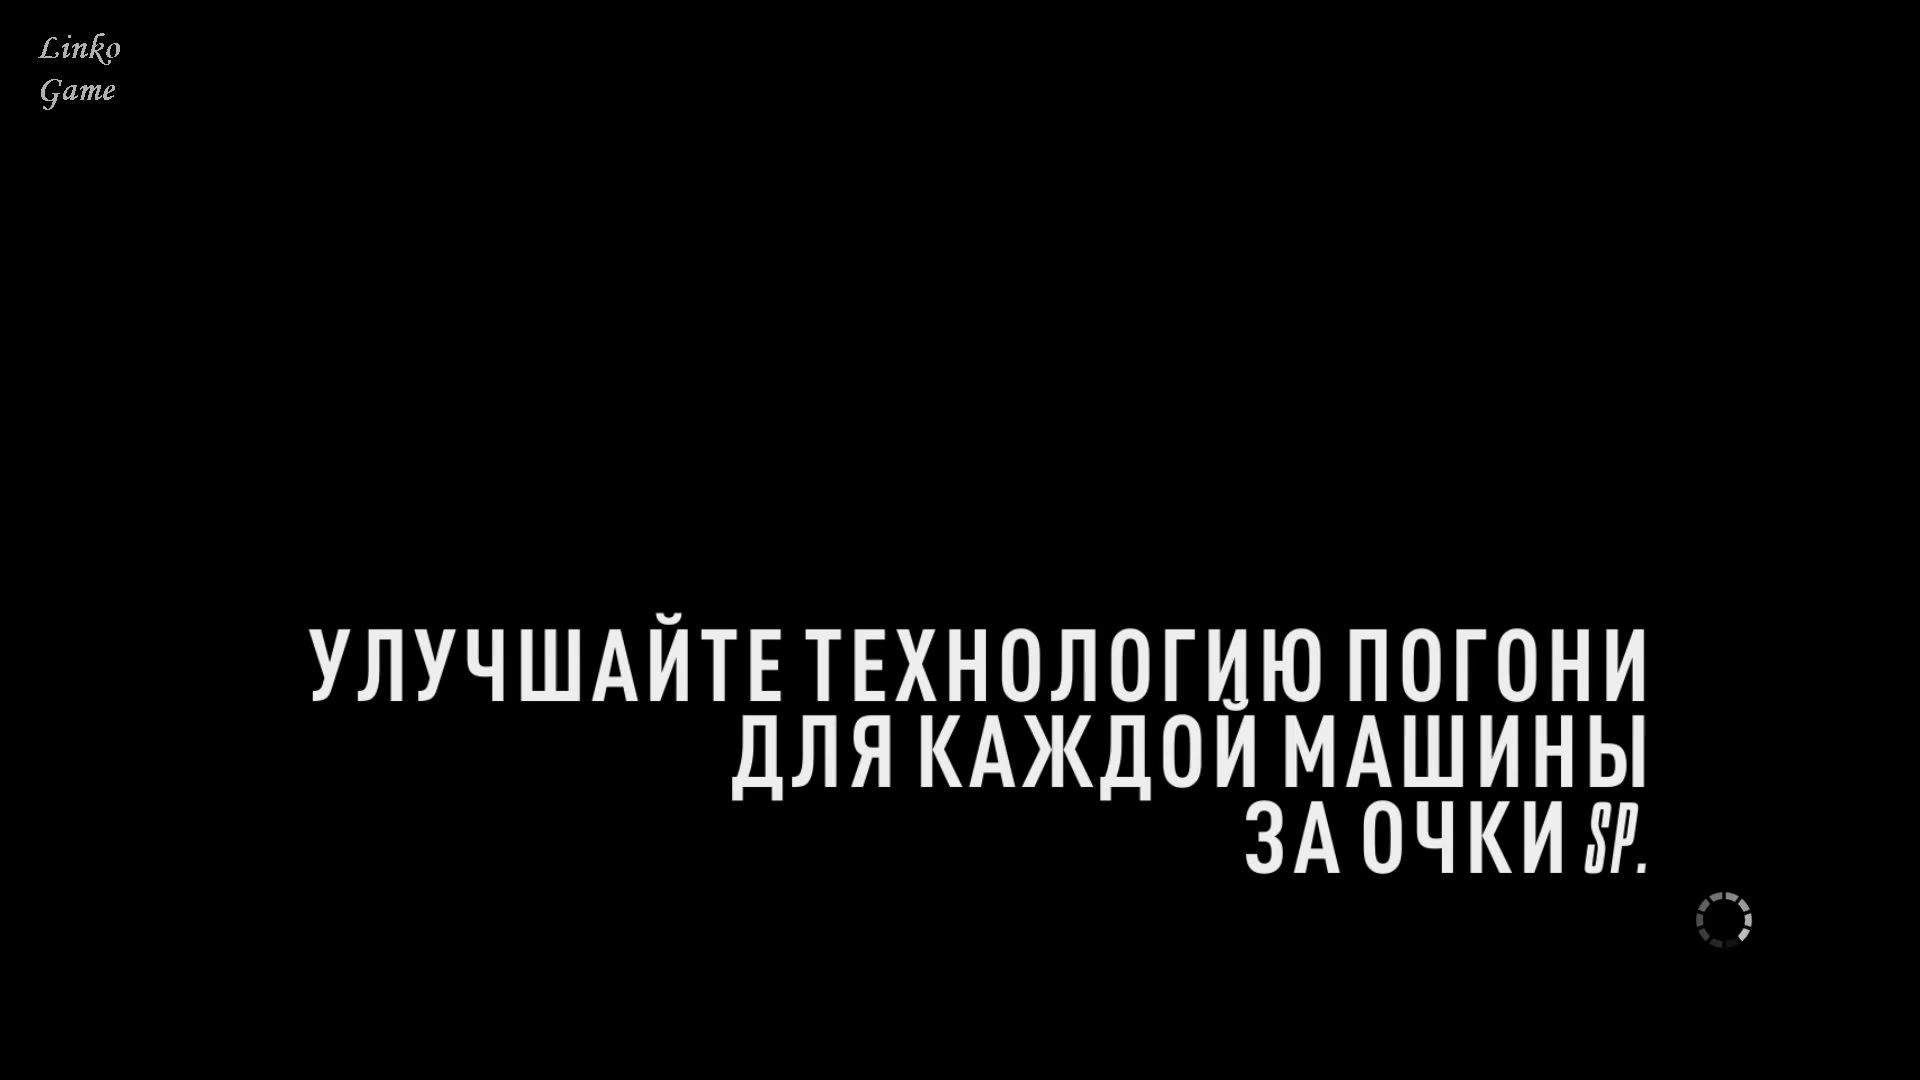 Linko
Game
УЛУЧШАЙТЕ ТЕХНОЛОГИЮ ПОГОНИ
ДЛЯ КАЖДОЙ МАШИНЫ
ЗА ОЧКИ SP.